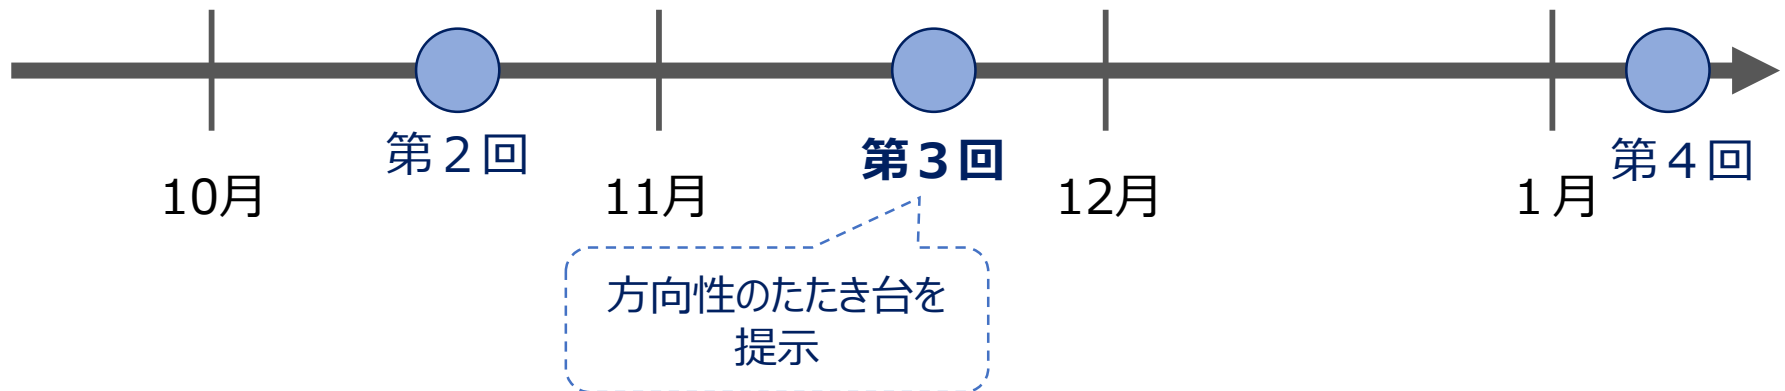 第２回
第３回
第４回
10月
11月
12月
１月
方向性のたたき台を
提示